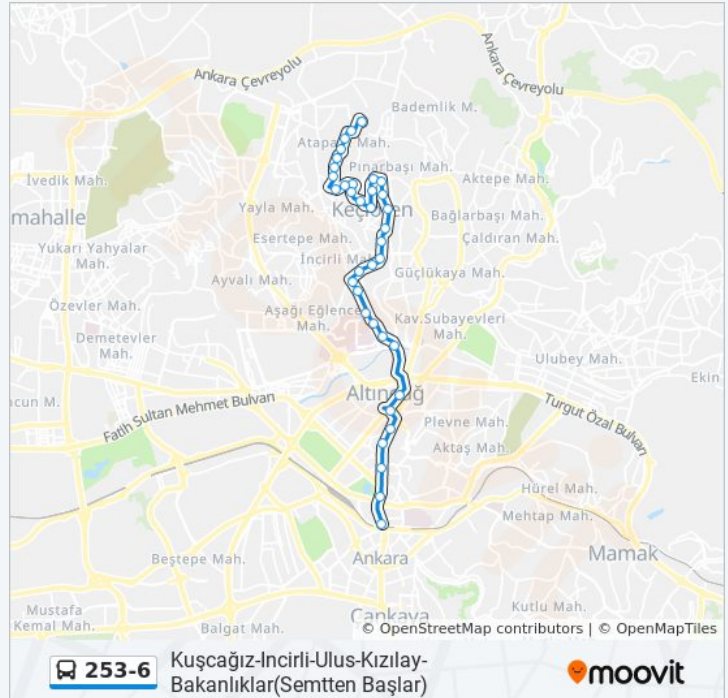 Ankara Çevreyolu
Ankara Çevreyolu
Bademlik M.
Atapark Mah.
Pınarbaşı Mah.
İvedik Mah.
Aktepe Mah.
mahalle
Yayla Mah.
Keçiören
Bağlarbaşı Mah.
Yukarı Yahyalar
Mah.
Esertepe Mah.
Çaldıran Mah.
İncirli Mah.
Ayvalı Mah.
Güçlükaya Mah.
Özevler Mah.
Aşağı Eğlence
Mah.
Kav.Subayevleri
Mah.
Demetevler
Mah.
Ulubey Mah.
Ekin
acun M.
Altındağ
Fatih Sultan Mehmet Bulvarı
Turgut Özal Bulvarı
Plevne Mah.
Aktaş Mah.
Hürel Mah.
Mehtap Mah.
Ankara
Beştepe Mah.
Mamak
Mustafa
Kemal Mah.
Balgat Mah.
Çankaya
Kutlu Mah.
© OpenStreetMap contributors | © OpenMapTiles
253-6
Kuşcağız-Incirli-Ulus-Kızılay-
Bakanlıklar(Semtten Başlar)
moovit